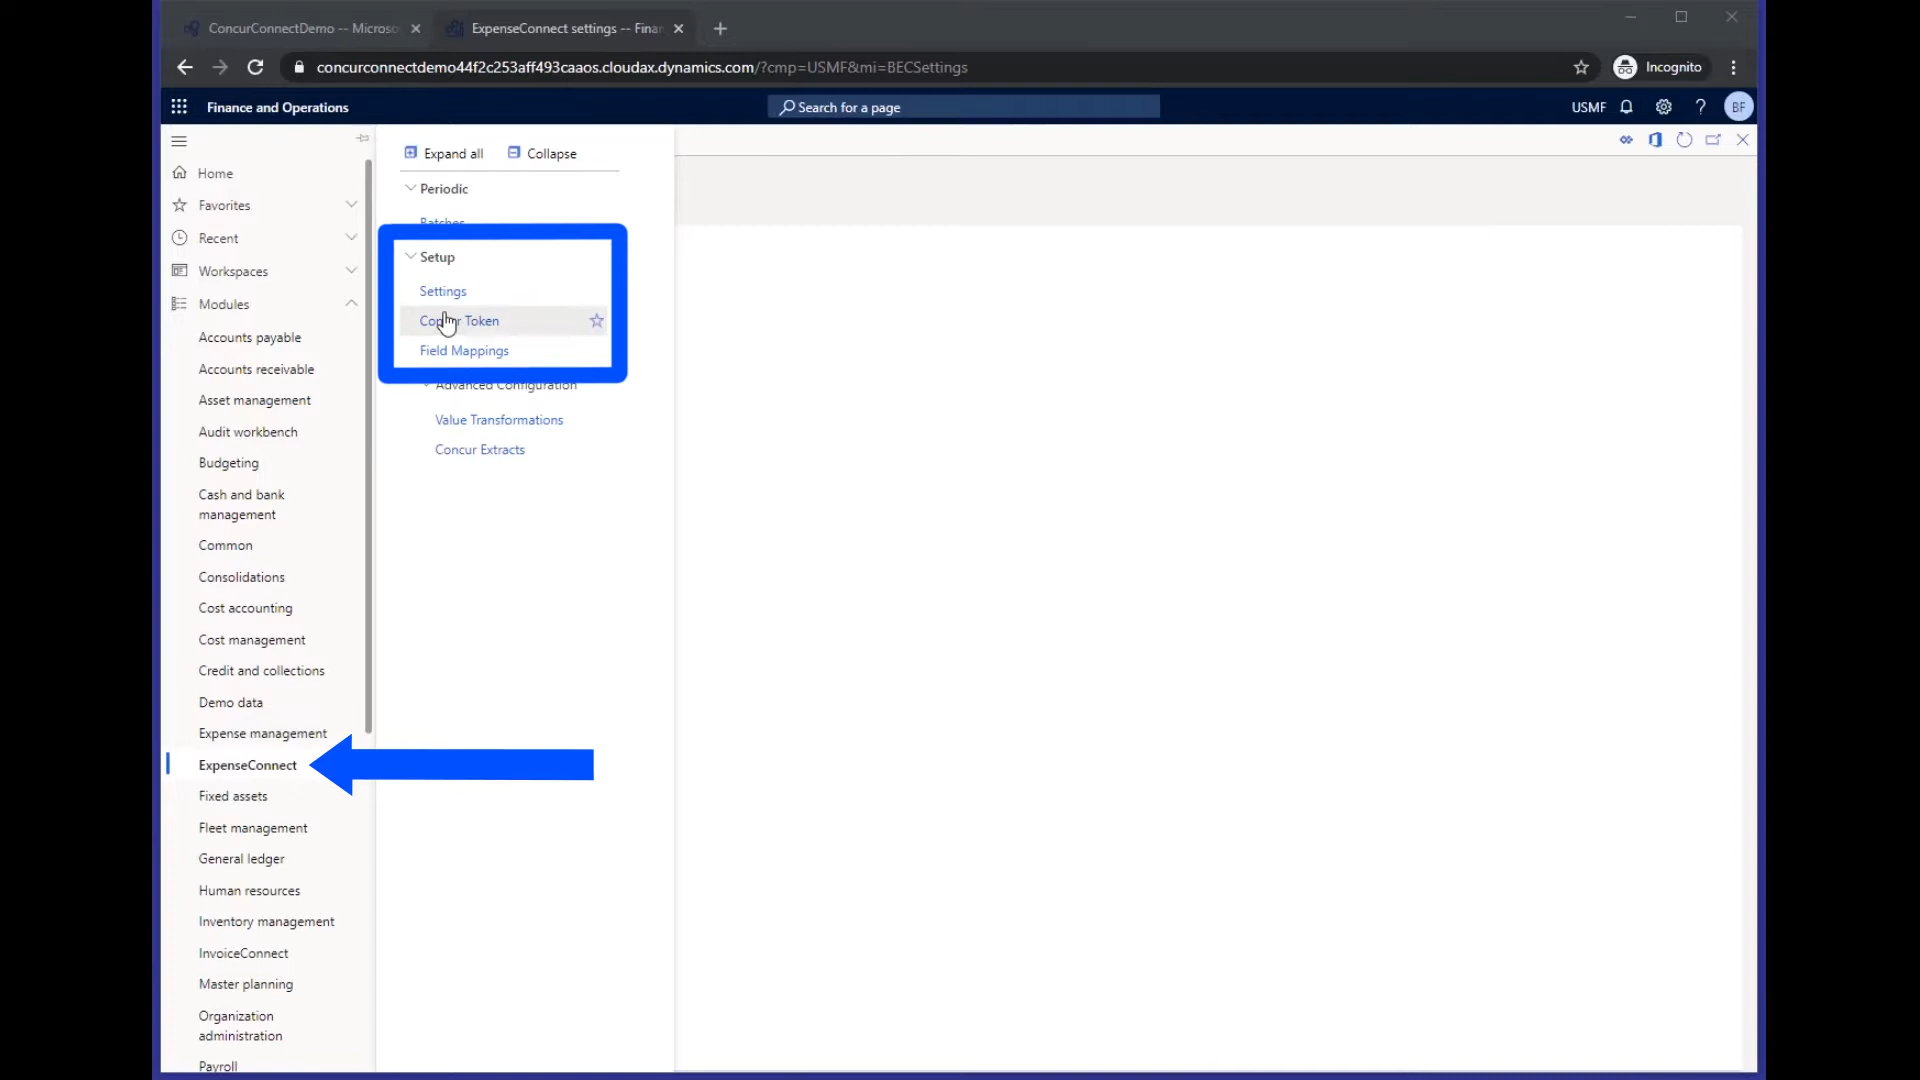 ConcurConnectDemo -- Microso
ExpenseConnect settings -- Finan
concurconnectdemo44f2c253aff493caaos.cloudax.dynamics.com/?cmp=USMF&mi=BECSettings
Incognito
Finance and Operations
Search for a page
USMF
?
BF
Home
Favorites
Recent
Workspaces
Modules
Accounts payable
Accounts receivable
Asset management
Audit workbench
Budgeting
Cash and bank
management
Common
Consolidations
Cost accounting
Cost management
Credit and collections
Demo data
Expense management
ExpenseConnect
Fixed assets
Fleet management
General ledger
Human resources
Inventory management
InvoiceConnect
Master planning
Organization
administration
Payroll
Expand all
Collapse
Periodic
Batches
Setup
Settings
Token
Field Mappings
Advanced Configuration
Value Transformations
Concur Extracts